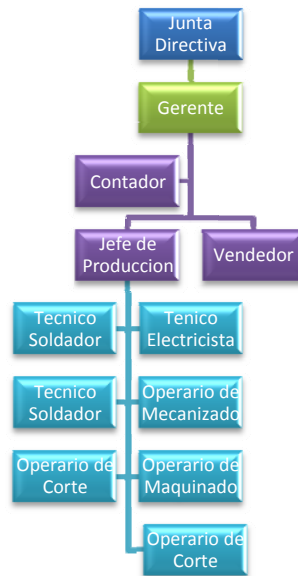 Junta
Directiva
Gerente
Contador
Jefe de
Produccion
Vendedor
Tecnico
Soldador
Tenico
Electricista
Tecnico
Soldador
Operario de
Mecanizado
Operario de
Corte
Operario de
Maquinado
Operario de
Corte